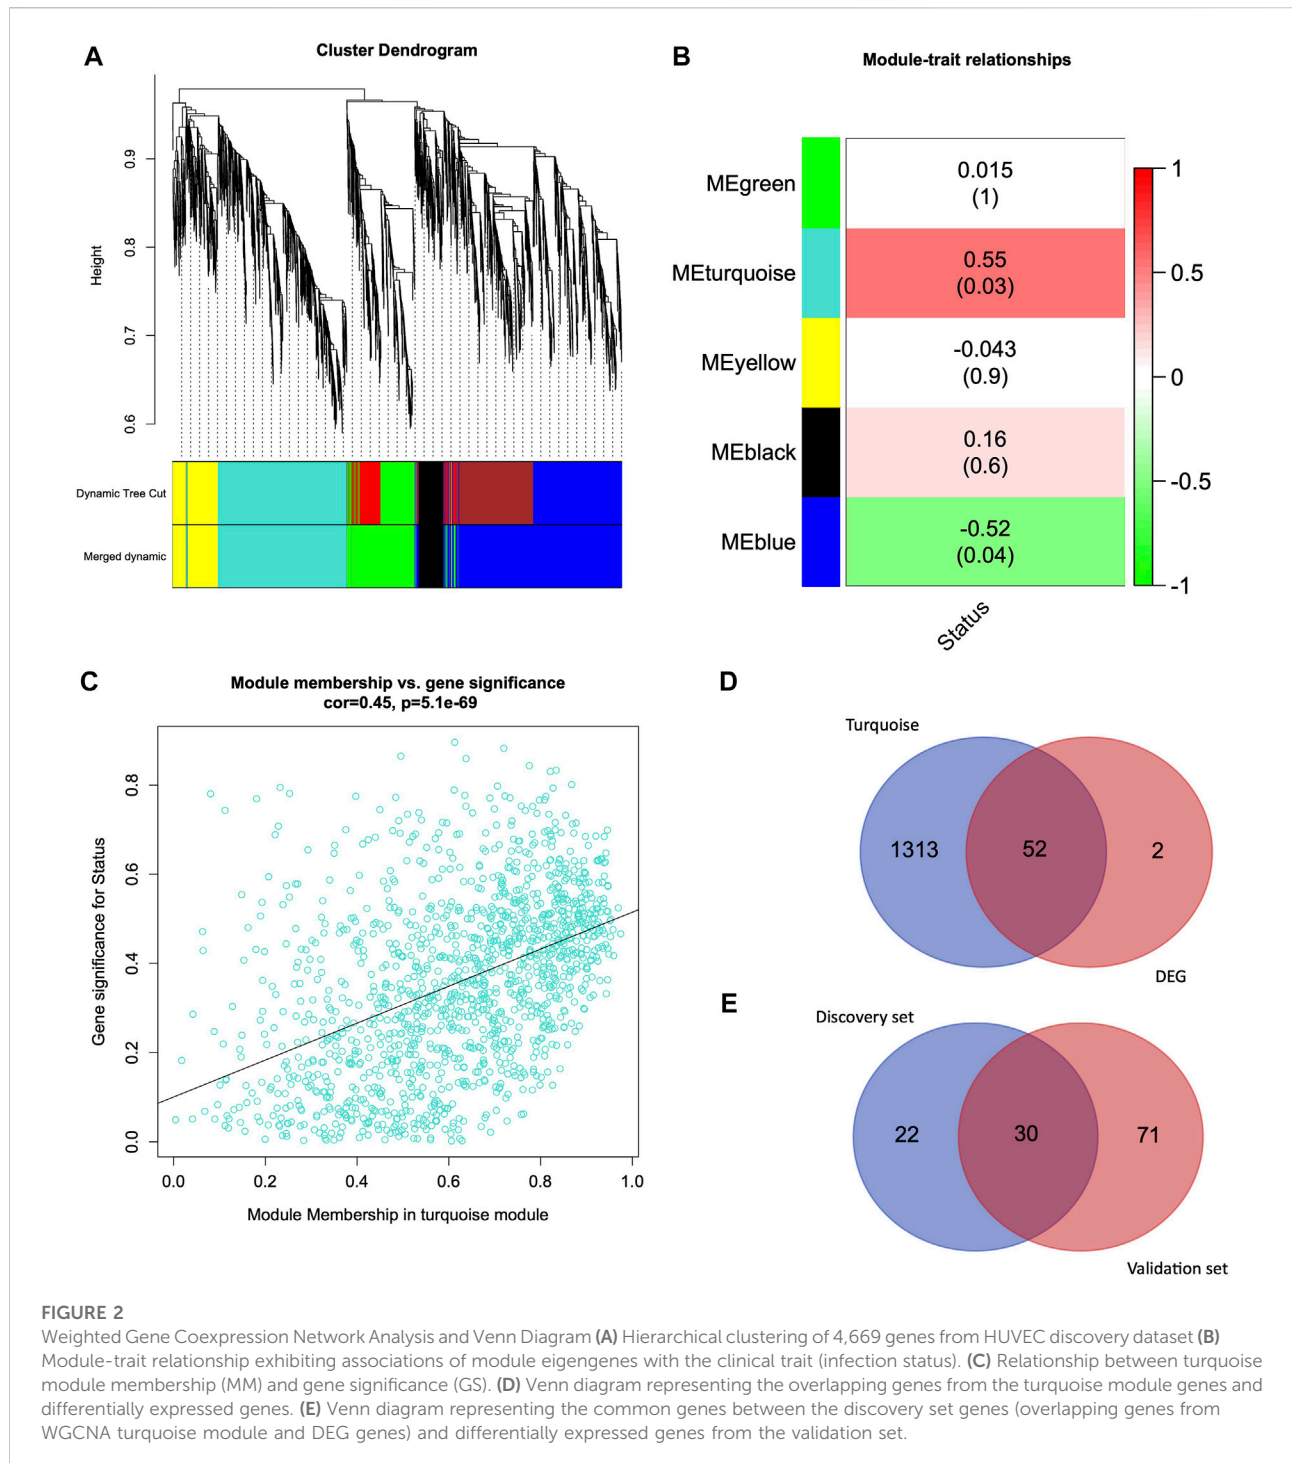 A
Cluster Dendrogram
Height
0.9
0.8
0.7
0.6
Dynamic Tree Cut
Merged dynamic
B
Module-trait relationships
MEgreen
MEturquoise
MEyellow
MEblack
MEblue
0.015
(1)
0.55
(0.03)
-0.043
(0.9)
0.16
(0.6)
-0.52
(0.04)
1
0.5
0
-0.5
-1
Status
C
Module membership vs. gene significance
cor=0.45, p=5.1e-69
Gene significance for Status
0.8
0.6
0.4
0.2
0.0
0.0 0.2 0.4 0.6 0.8 1.0
Module Membership in turquoise module
D
Turquoise
1313 52 2
DEG
E
Discovery set
22 30 71
Validation set
FIGURE 2
Weighted Gene Coexpression Network Analysis and Venn Diagram (A) Hierarchical clustering of 4,669 genes from HUVEC discovery dataset (B)
Module-trait relationship exhibiting associations of module eigengenes with the clinical trait (infection status). (C) Relationship between turquoise
module membership (MM) and gene significance (GS). (D) Venn diagram representing the overlapping genes from the turquoise module genes and
differentially expressed genes. (E) Venn diagram representing the common genes between the discovery set genes (overlapping genes from
WGCNA turquoise module and DEG genes) and differentially expressed genes from the validation set.